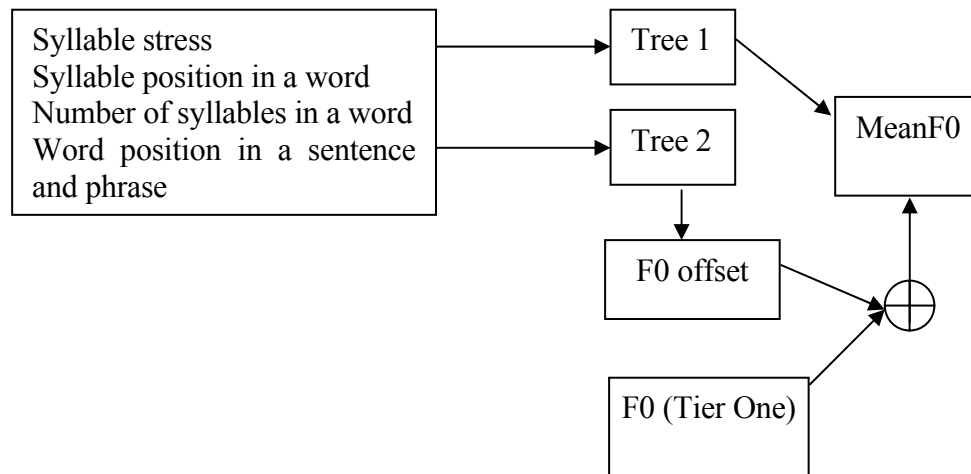 Syllable stress
Syllable position in a word
Number of syllables in a word
Word position in a sentence
and phrase
Tree 1
Tree 2
MeanF0
F0 offset
F0 (Tier One)